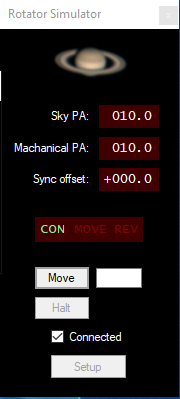 Rotator Simulator
x
Sky PA: 010.0
Machanical PA: 010.0
Sync offset: +000.0
CON MOVE REV
Move
Halt
Connected
Setup